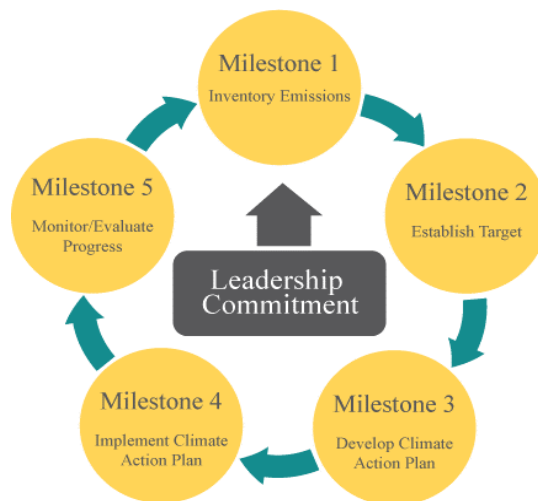 Milestone 1
Inventory Emissions
Milestone 2
Establish Target
Milestone 3
Develop Climate
Action Plan
Milestone 4
Implement Climate
Action Plan
Milestone 5
Monitor/Evaluate
Progress
Leadership
Commitment